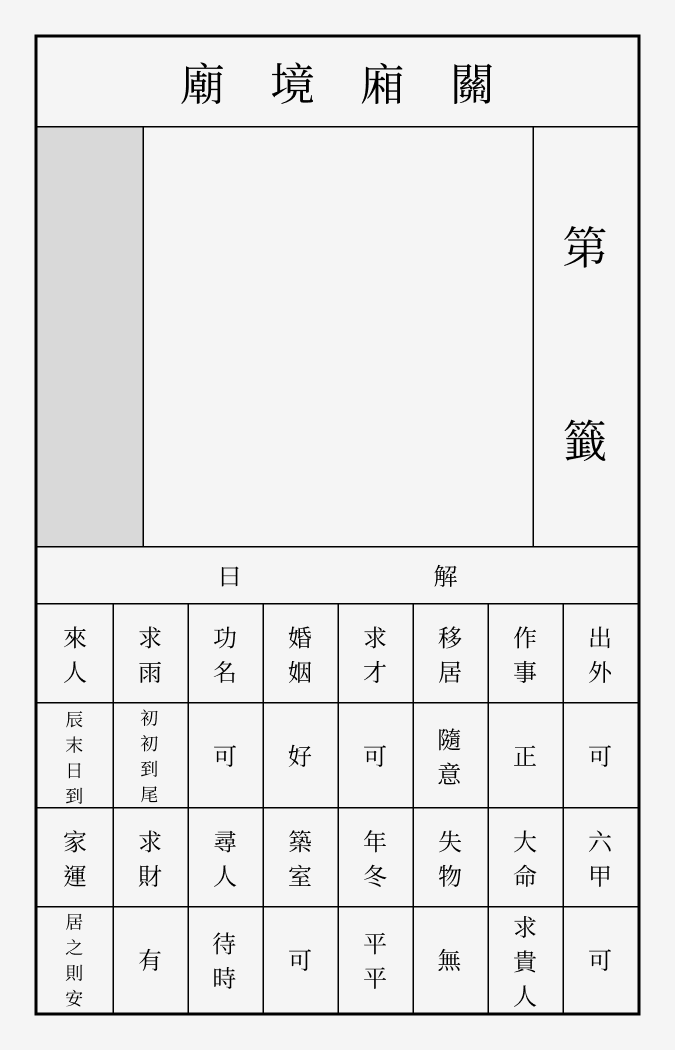 關廂境廟
第 籤
解 日
出外
作事
移居
求才
婚姻
功名
求雨
來人
可
正
隨意
可
好
可
初初到尾
辰末日到
六甲
大命
失物
年冬
築室
尋人
求財
家運
可
求貴人
無
平平
可
待時
有
居之則安